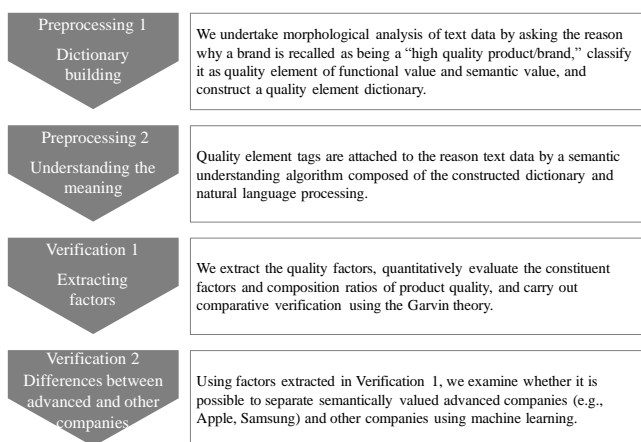 Preprocessing 1
Dictionary
building
We undertake morphological analysis of text data by asking the reason
why a brand is recalled as being a “high quality product/brand,” classify
it as quality element of functional value and semantic value, and
construct a quality element dictionary.
Preprocessing 2
Understanding the
meaning
Quality element tags are attached to the reason text data by a semantic
understanding algorithm composed of the constructed dictionary and
natural language processing.
Verification 1
Extracting
factors
We extract the quality factors, quantitatively evaluate the constituent
factors and composition ratios of product quality, and carry out
comparative verification using the Garvin theory.
Verification 2
Differences between
advanced and other
companies
Using factors extracted in Verification 1, we examine whether it is
possible to separate semantically valued advanced companies (e.g.,
Apple, Samsung) and other companies using machine learning.